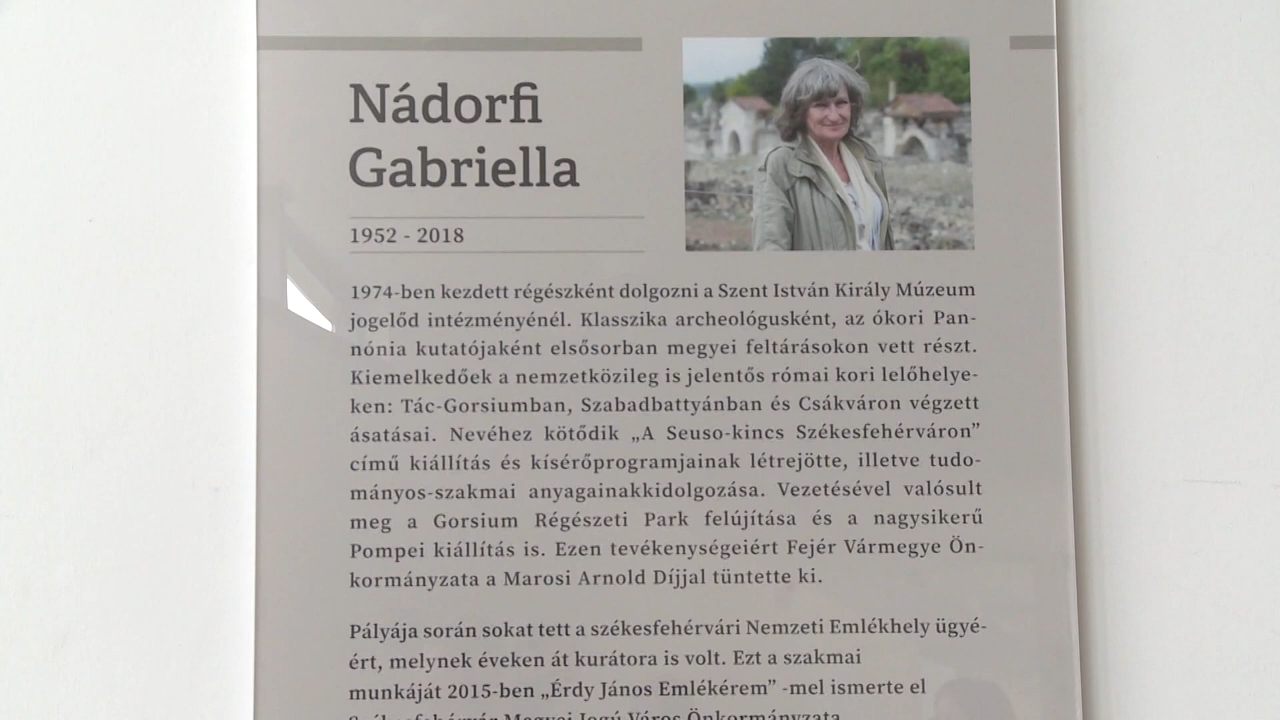 Nádorfi
Gabriella
1952 - 2018
1974-ben kezdett régészként dolgozni a Szent István Király Múzeum
jogelőd intézményénél. Klasszika archeológusként, az ókori Pan-
nónia kutatójaként elsősorban megyei feltárásokon vett részt.
Kiemelkedőek a nemzetközileg is jelentős római kori lelőhelye-
ken: Tác-Gorsiumban, Szabadbattyánban és Csákváron végzett
ásatásai. Nevéhez kötődik „A Seuso-kincs Székesfehérváron”
című kiállítás és kísérőprogramjainak létrejötte, illetve tudo-
mányos-szakmai anyagainakkidolgozása. Vezetésével valósult
meg a Gorsium Régészeti Park felújítása és a nagysikerű
Pompei kiállítás is. Ezen tevékenységeiért Fejér Vármegye Ön-
kormányzata a Marosi Arnold Díjjal tüntette ki.
Pályája során sokat tett a székesfehérvári Nemzeti Emlékhely ügyé-
ért, melynek éveken át kurátora is volt. Ezt a szakmai
munkáját 2015-ben „Érdy János Emlékérem” -mel ismerte el
Székesfehérvár Megyei Jogú Város Önkormányzata